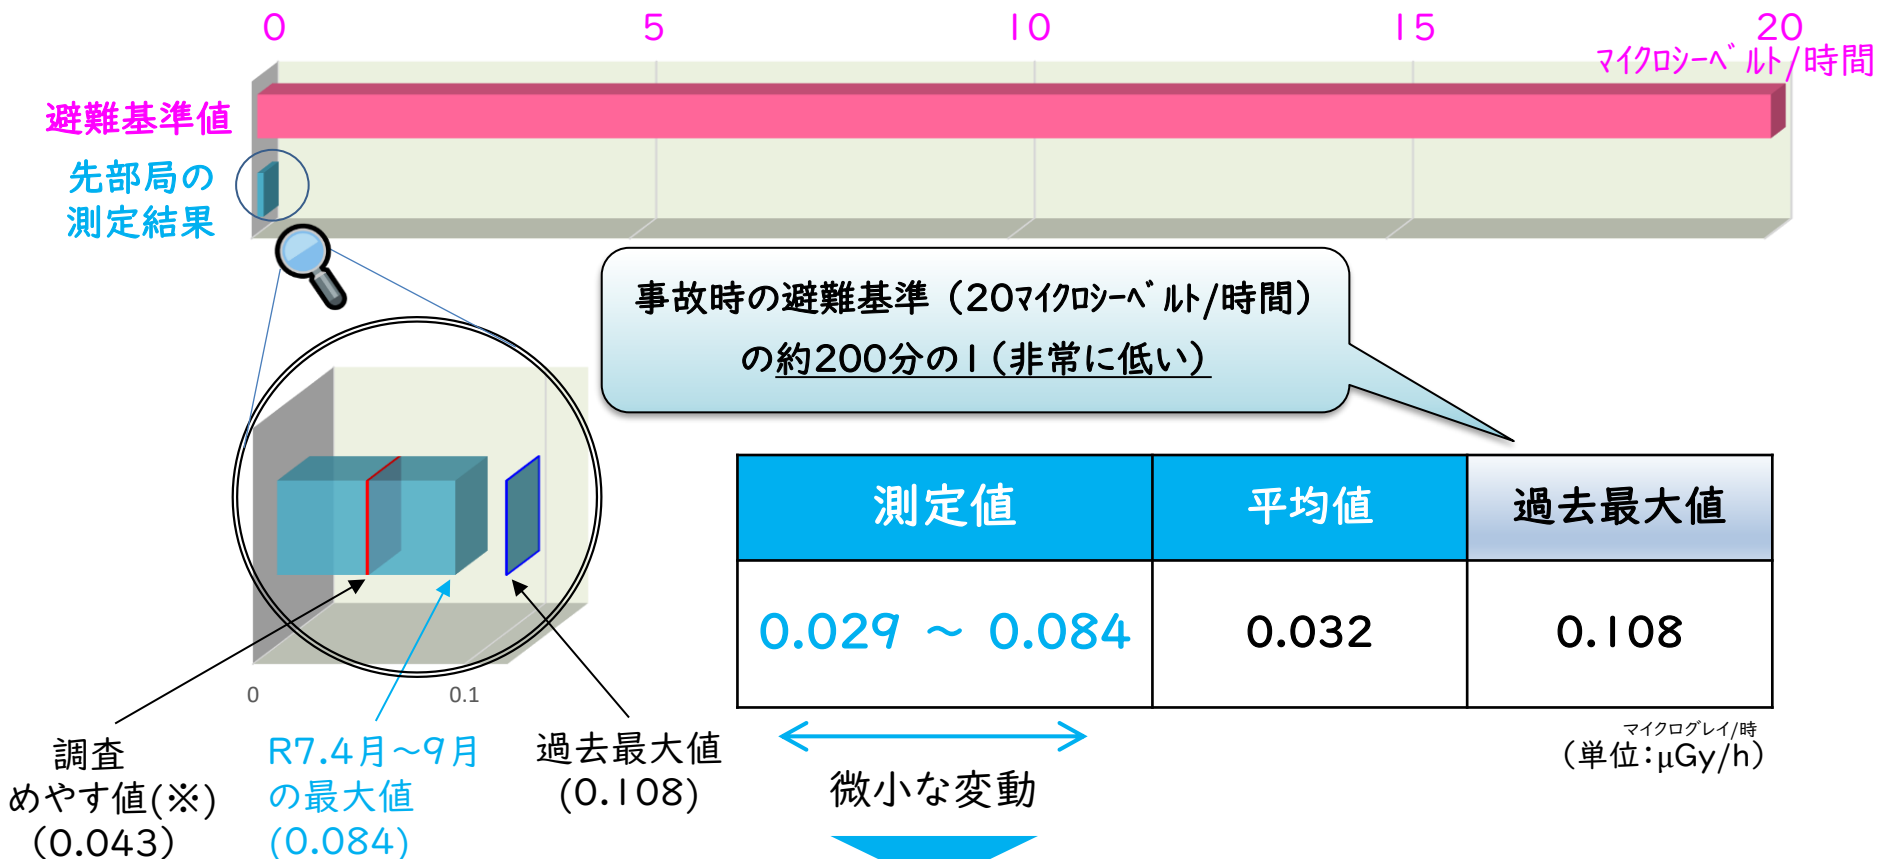 0 5 10 15 20
マイクロシーベルト/時間
避難基準値
先部局の
測定結果
事故時の避難基準（20マイクロシーベルト/時間）
の約200分の1（非常に低い）
測定値 平均値 過去最大値
0.029 ～ 0.084 0.032 0.108
マイクログレイ/時
（単位：μGy/h）
0 0.1
調査
めやす値(※)
（0.043）
R7.4月～9月
の最大値
(0.084)
過去最大値
(0.108)
微小な変動